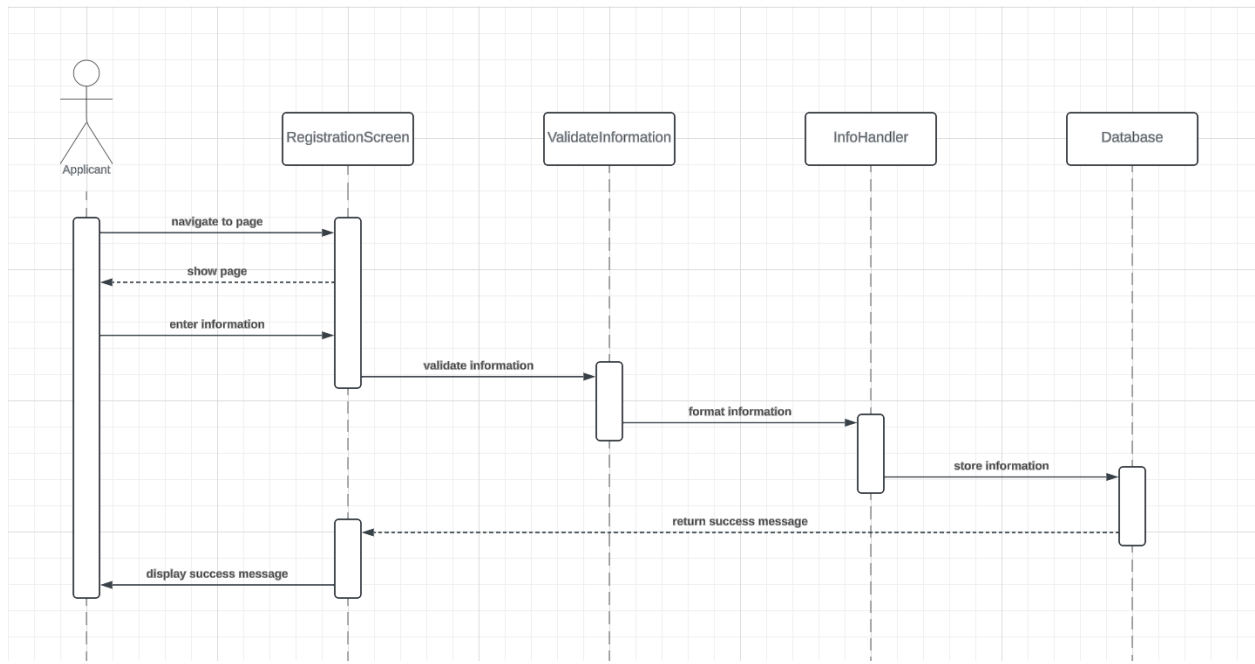 RegistrationScreen
ValidateInformation
InfoHandler
Database
Applicant
navigate to page
show page
enter information
validate information
format information
store information
return success message
display success message